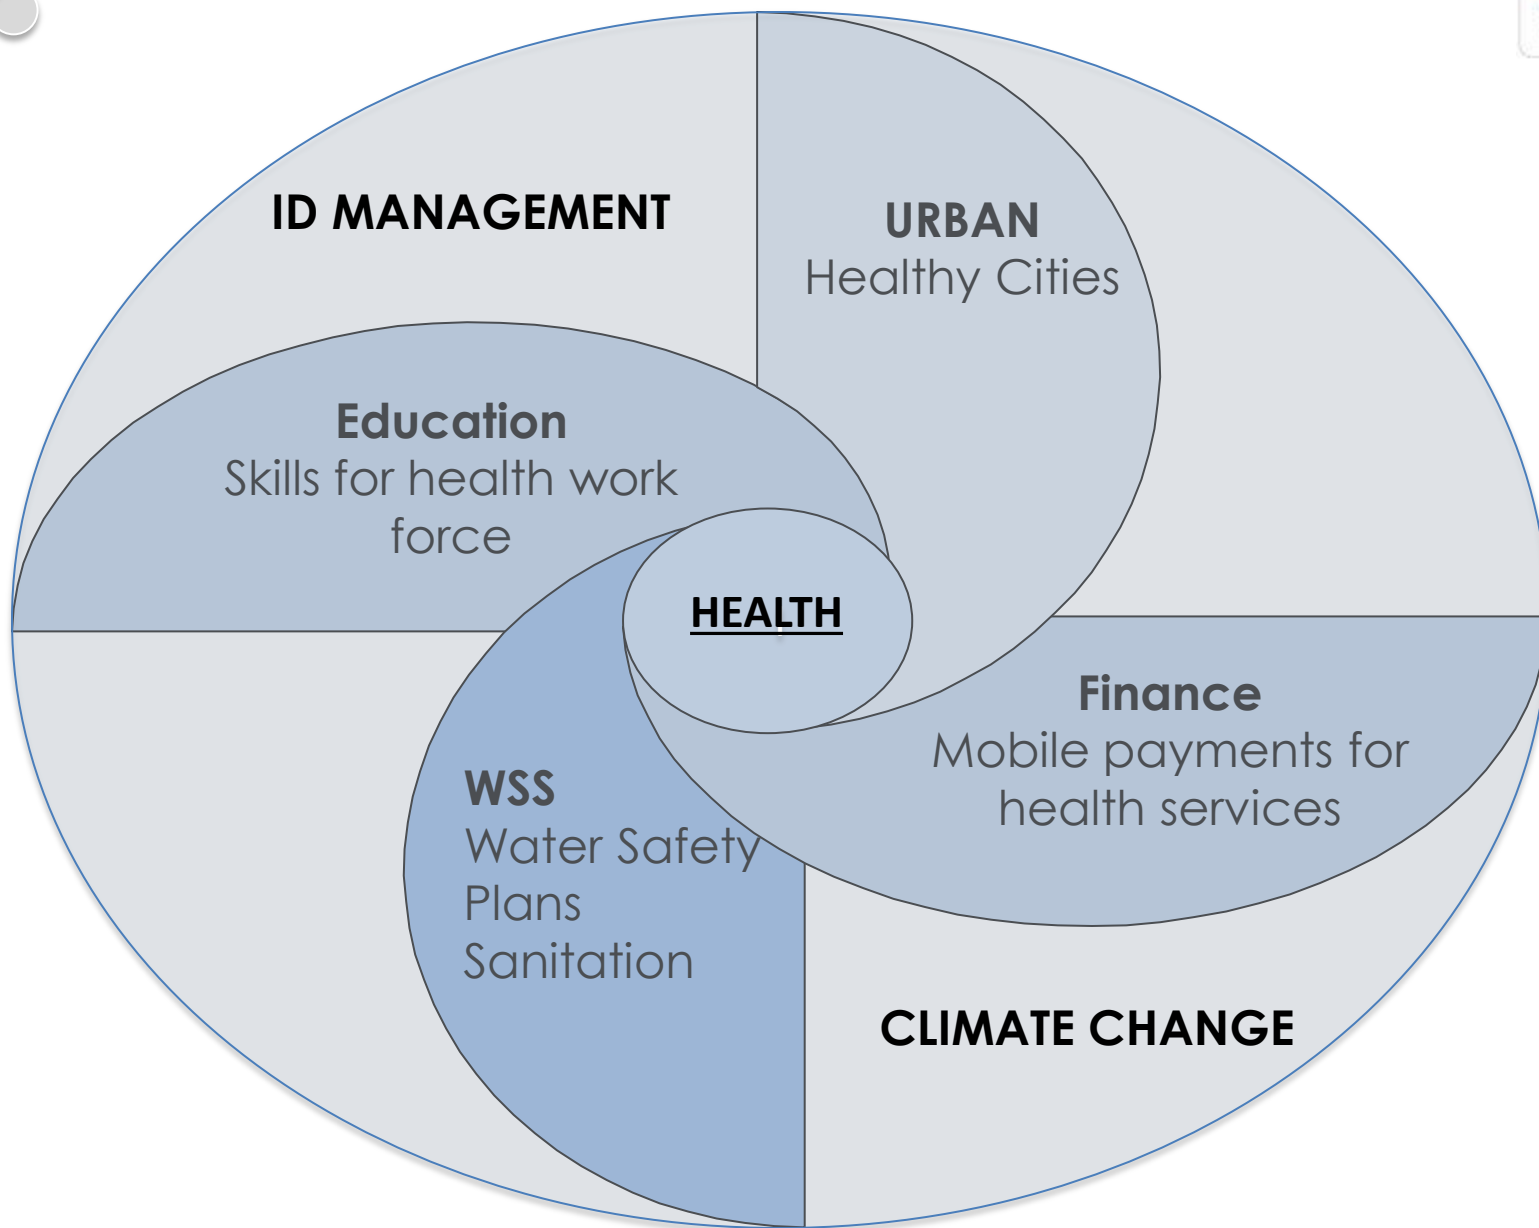 ID MANAGEMENT
URBAN
Healthy Cities
Education
Skills for health work
force
HEALTH
Finance
Mobile payments for
health services
WSS
Water Safety
Plans
Sanitation
CLIMATE CHANGE